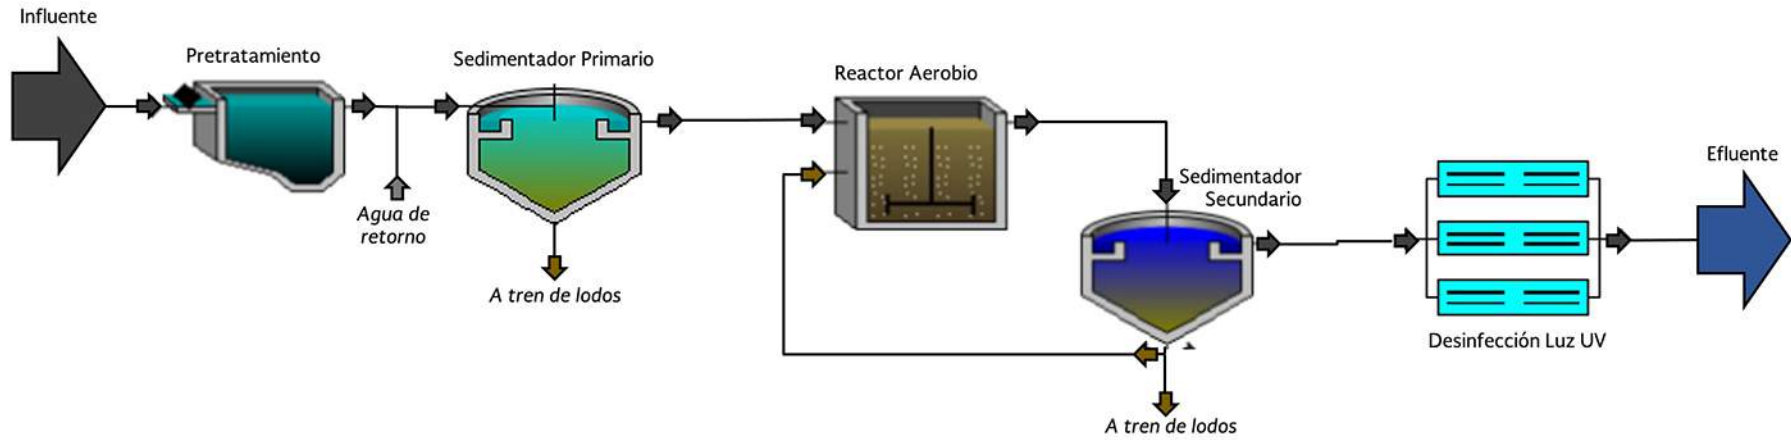 Influente
Pretratamiento
Agua de
retorno
Sedimentador Primario
A tren de lodos
Reactor Aerobio
Sedimentador
Secundario
A tren de lodos
Desinfección Luz UV
Efluente